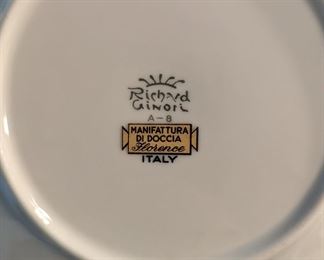 Richard
Ginori
A-8
MANIFATTURA
DI DOCCIA
Florence
ITALY